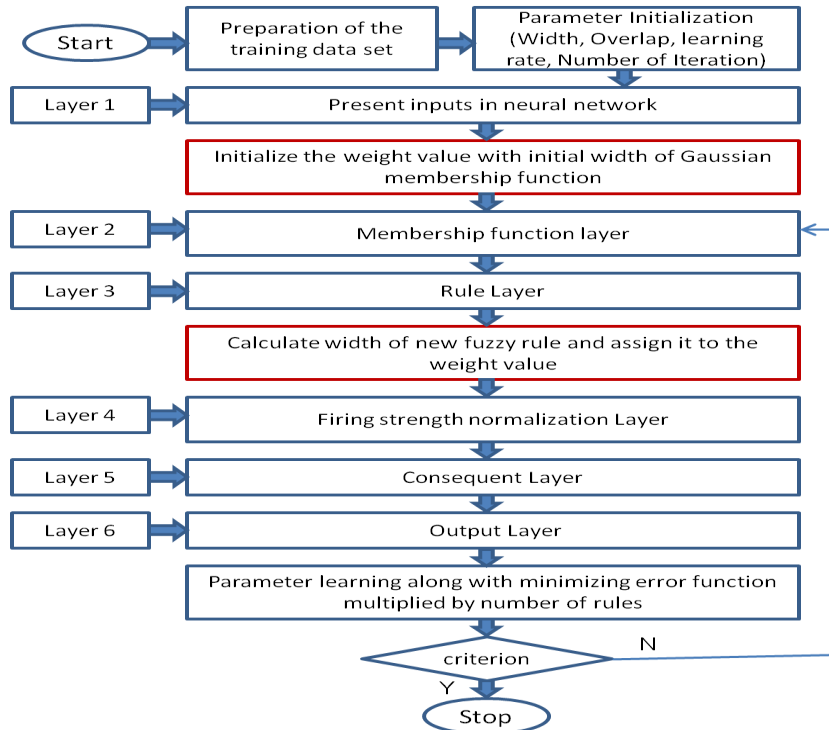 Start
Preparation of the
training data set
Parameter Initialization
(Width, Overlap, learning
rate, Number of Iteration)
Layer 1
Present inputs in neural network
Initialize the weight value with initial width of Gaussian
membership function
Layer 2
Membership function layer
Layer 3
Rule Layer
Calculate width of new fuzzy rule and assign it to the
weight value
Layer 4
Firing strength normalization Layer
Layer 5
Consequent Layer
Layer 6
Output Layer
Parameter learning along with minimizing error function
multiplied by number of rules
criterion
N
Y
Stop